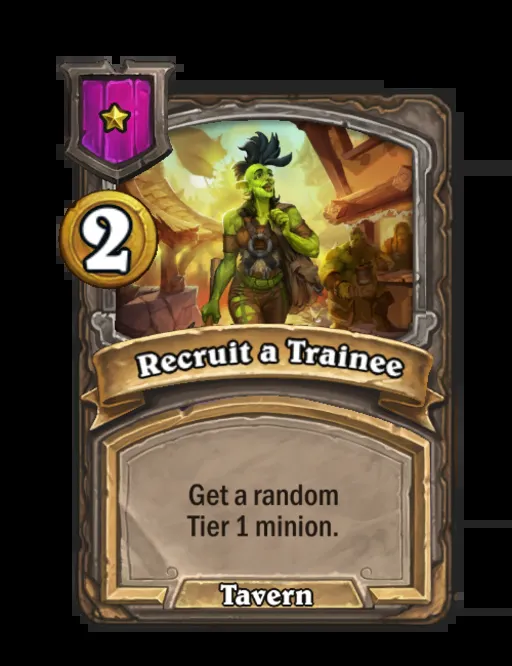 2
Recruit a Trainee
Get a random
Tier 1 minion.
Tavern